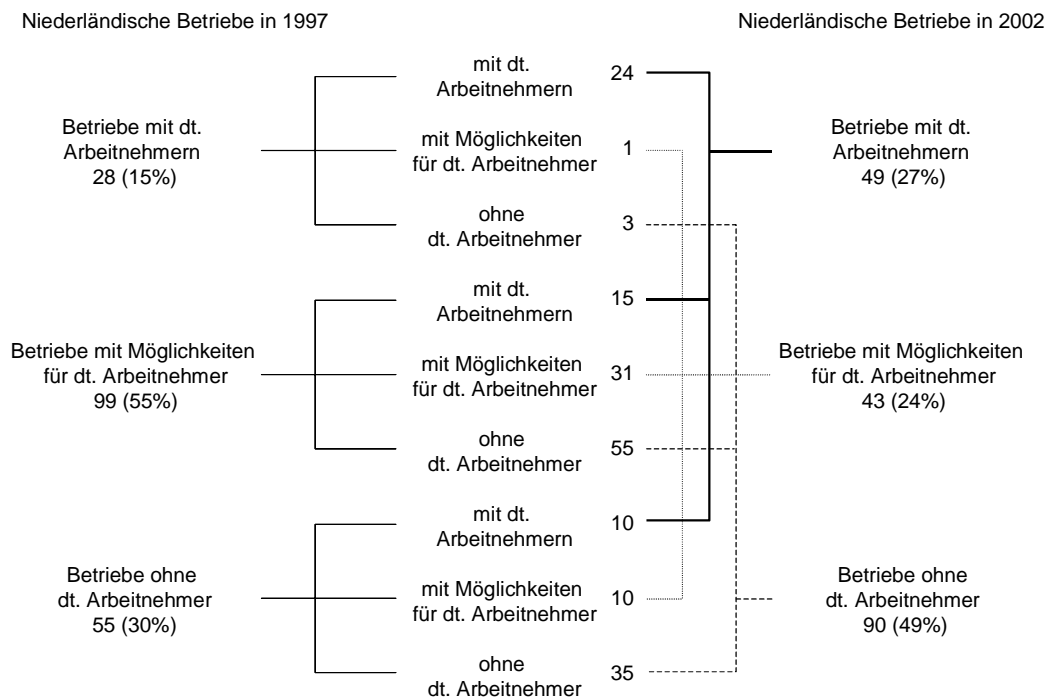 Niederländische Betriebe in 1997
Niederländische Betriebe in 2002
Betriebe mit dt.
Arbeitnehmern
28 (15%)
mit dt.
Arbeitnehmern
24
mit Möglichkeiten
für dt. Arbeitnehmer
1
ohne
dt. Arbeitnehmer
3
Betriebe mit dt.
Arbeitnehmern
49 (27%)
Betriebe mit Möglichkeiten
für dt. Arbeitnehmer
99 (55%)
mit dt.
Arbeitnehmern
15
mit Möglichkeiten
für dt. Arbeitnehmer
31
ohne
dt. Arbeitnehmer
55
Betriebe mit Möglichkeiten
für dt. Arbeitnehmer
43 (24%)
Betriebe ohne
dt. Arbeitnehmer
55 (30%)
mit dt.
Arbeitnehmern
10
mit Möglichkeiten
für dt. Arbeitnehmer
10
ohne
dt. Arbeitnehmer
35
Betriebe ohne
dt. Arbeitnehmer
90 (49%)